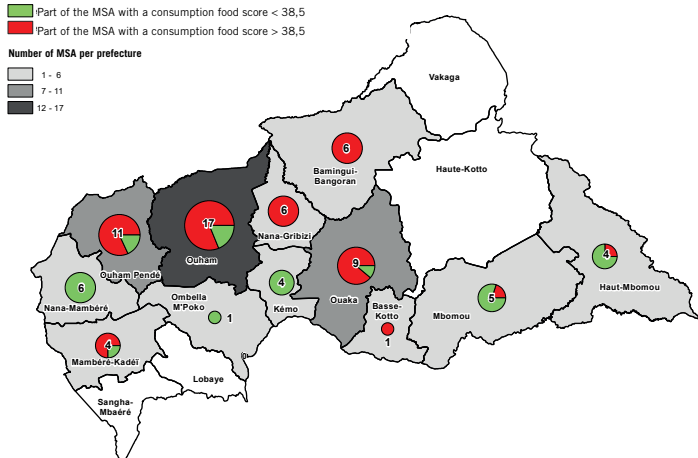 Part of the MSA with a consumption food score < 38,5
Part of the MSA with a consumption food score > 38,5
Number of MSA per prefecture
1 - 6
7 - 11
12 - 17
Vakaga
6
Bamingui-
Bangoran
Haute-Kotto
17
Ouham
6
Nana-Gribizi
11
Ouham Pendé
9
Ouaka
4
Haut-Mbomou
6
Nana-Mambéré
4
Kémo
Ombella
M'Poko
1
Basse-
Kotto
1
5
Mbomou
4
Mambéré-Kadéï
Lobaye
Sangha-
Mbaéré